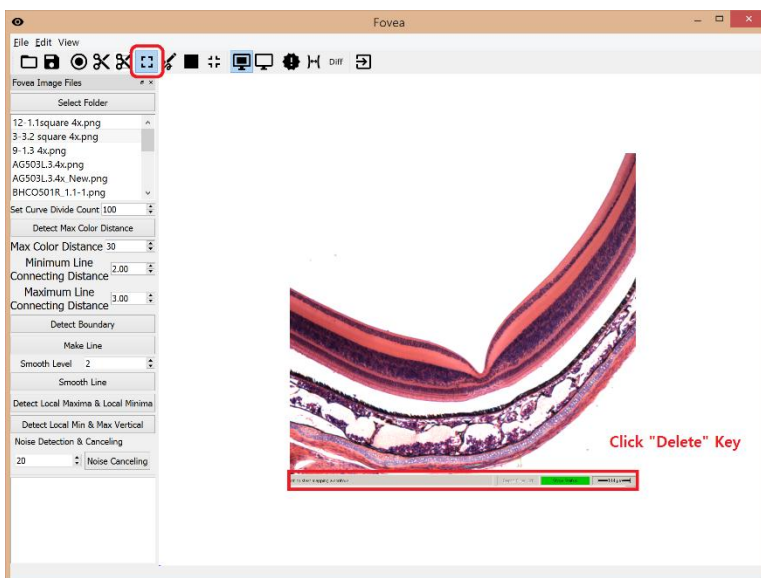 Fovea
File Edit View
Diff
Fovea Image Files
Select Folder
12-1.1square 4x.png
3-3.2 square 4x.png
9-1.3 4x.png
AG503L.3.4x.png
AG503L.3.4x_New.png
BHCO501R_1.1-1.png
Set Curve Divide Count 100
Detect Max Color Distance
Max Color Distance 30
Minimum Line
Connecting Distance 2.00
Maximum Line
Connecting Distance 3.00
Detect Boundary
Make Line
Smooth Level 2
Smooth Line
Detect Local Maxima & Local Minima
Detect Local Min & Max Vertical
Noise Detection & Canceling
20 Noise Canceling
Click "Delete" Key